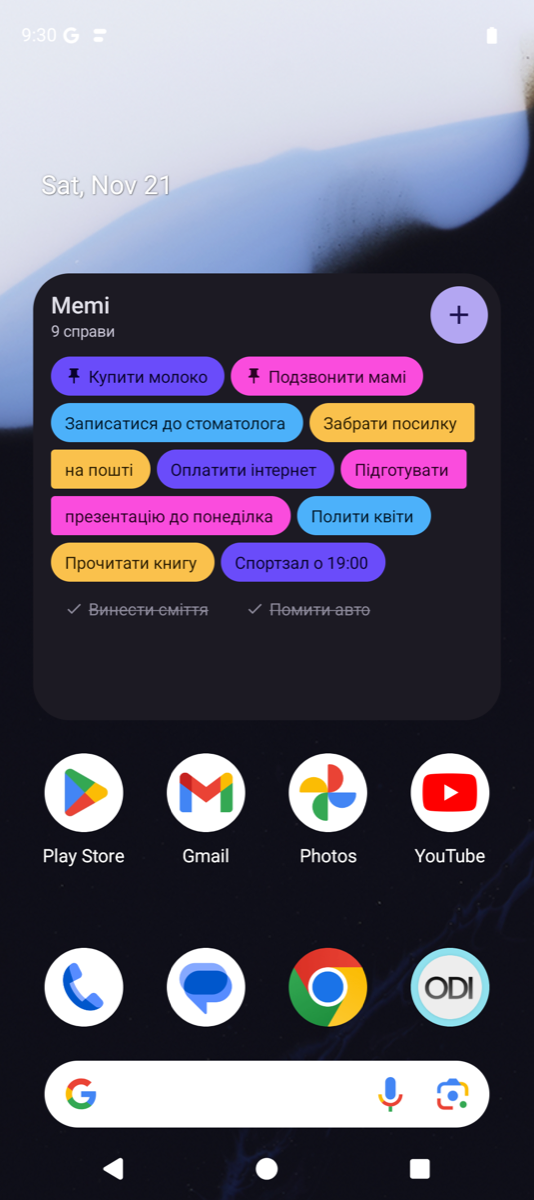 9:30
Sat, Nov 21
Memi
9 справи
Купити молоко Подзвонити мамі
Записатися до стоматолога Забрати посилку
на пошті Оплатити інтернет Підготувати
презентацію до понеділка Полити квіти
Прочитати книгу Спортзал о 19:00
Винести сміття Помити авто
Play Store Gmail Photos YouTube
ODI